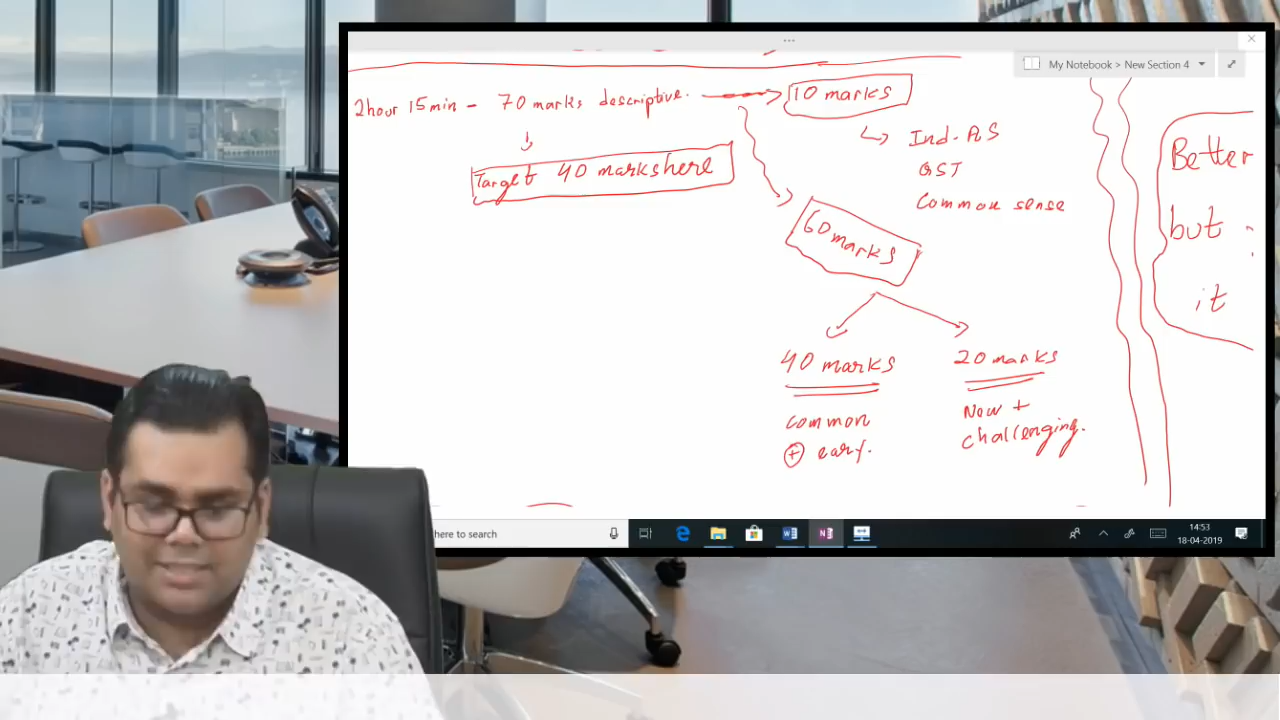 My Notebook > New Section 4
2hour 15min - 70 marks descriptive.
10 marks
Ind-AS
GST
Common sense
Target 40 marks here
60 marks
40 marks
common
+ easy.
20 marks
New +
challenging.
Better
but
it
here to search
14:53
18-04-2019